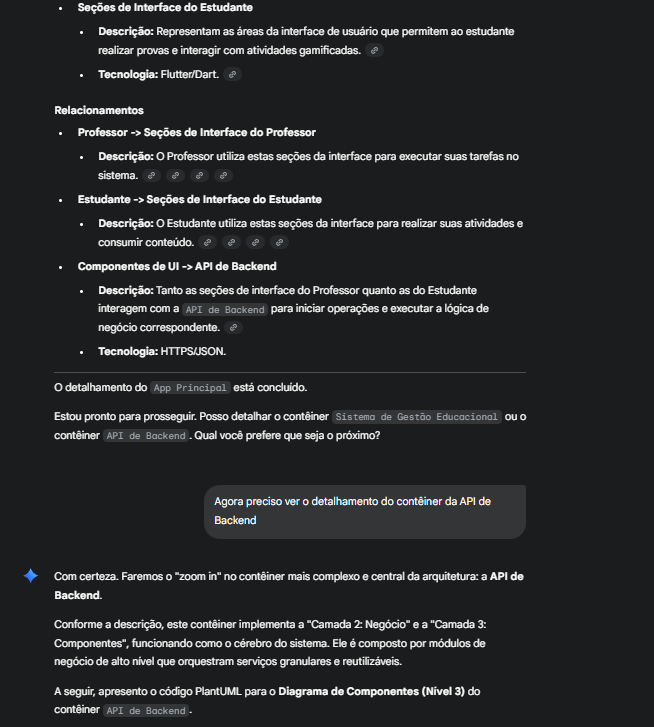 • Seções de Interface do Estudante
• Descrição: Representam as áreas da interface de usuário que permitem ao estudante
realizar provas e interagir com atividades gamificadas.
• Tecnologia: Flutter/Dart.
Relacionamentos
• Professor -> Seções de Interface do Professor
• Descrição: O Professor utiliza estas seções da interface para executar suas tarefas no
sistema.
• Estudante -> Seções de Interface do Estudante
• Descrição: O Estudante utiliza estas seções da interface para realizar suas atividades e
consumir conteúdo.
• Componentes de UI -> API de Backend
• Descrição: Tanto as seções de interface do Professor quanto as do Estudante
interagem com a API de Backend para iniciar operações e executar a lógica de
negócio correspondente.
• Tecnologia: HTTPS/JSON.
O detalhamento do App Principal está concluído.
Estou pronto para prosseguir. Posso detalhar o contêiner Sistema de Gestão Educacional ou o
contêiner API de Backend. Qual você prefere que seja o próximo?
Agora preciso ver o detalhamento do contêiner da API de
Backend
Com certeza. Faremos o "zoom in" no contêiner mais complexo e central da arquitetura: a API de
Backend.
Conforme a descrição, este contêiner implementa a "Camada 2: Negócio" e a "Camada 3:
Componentes", funcionando como o cérebro do sistema. Ele é composto por módulos de
negócio de alto nível que orquestram serviços granulares e reutilizáveis.
A seguir, apresento o código PlantUML para o Diagrama de Componentes (Nível 3) do
contêiner API de Backend.